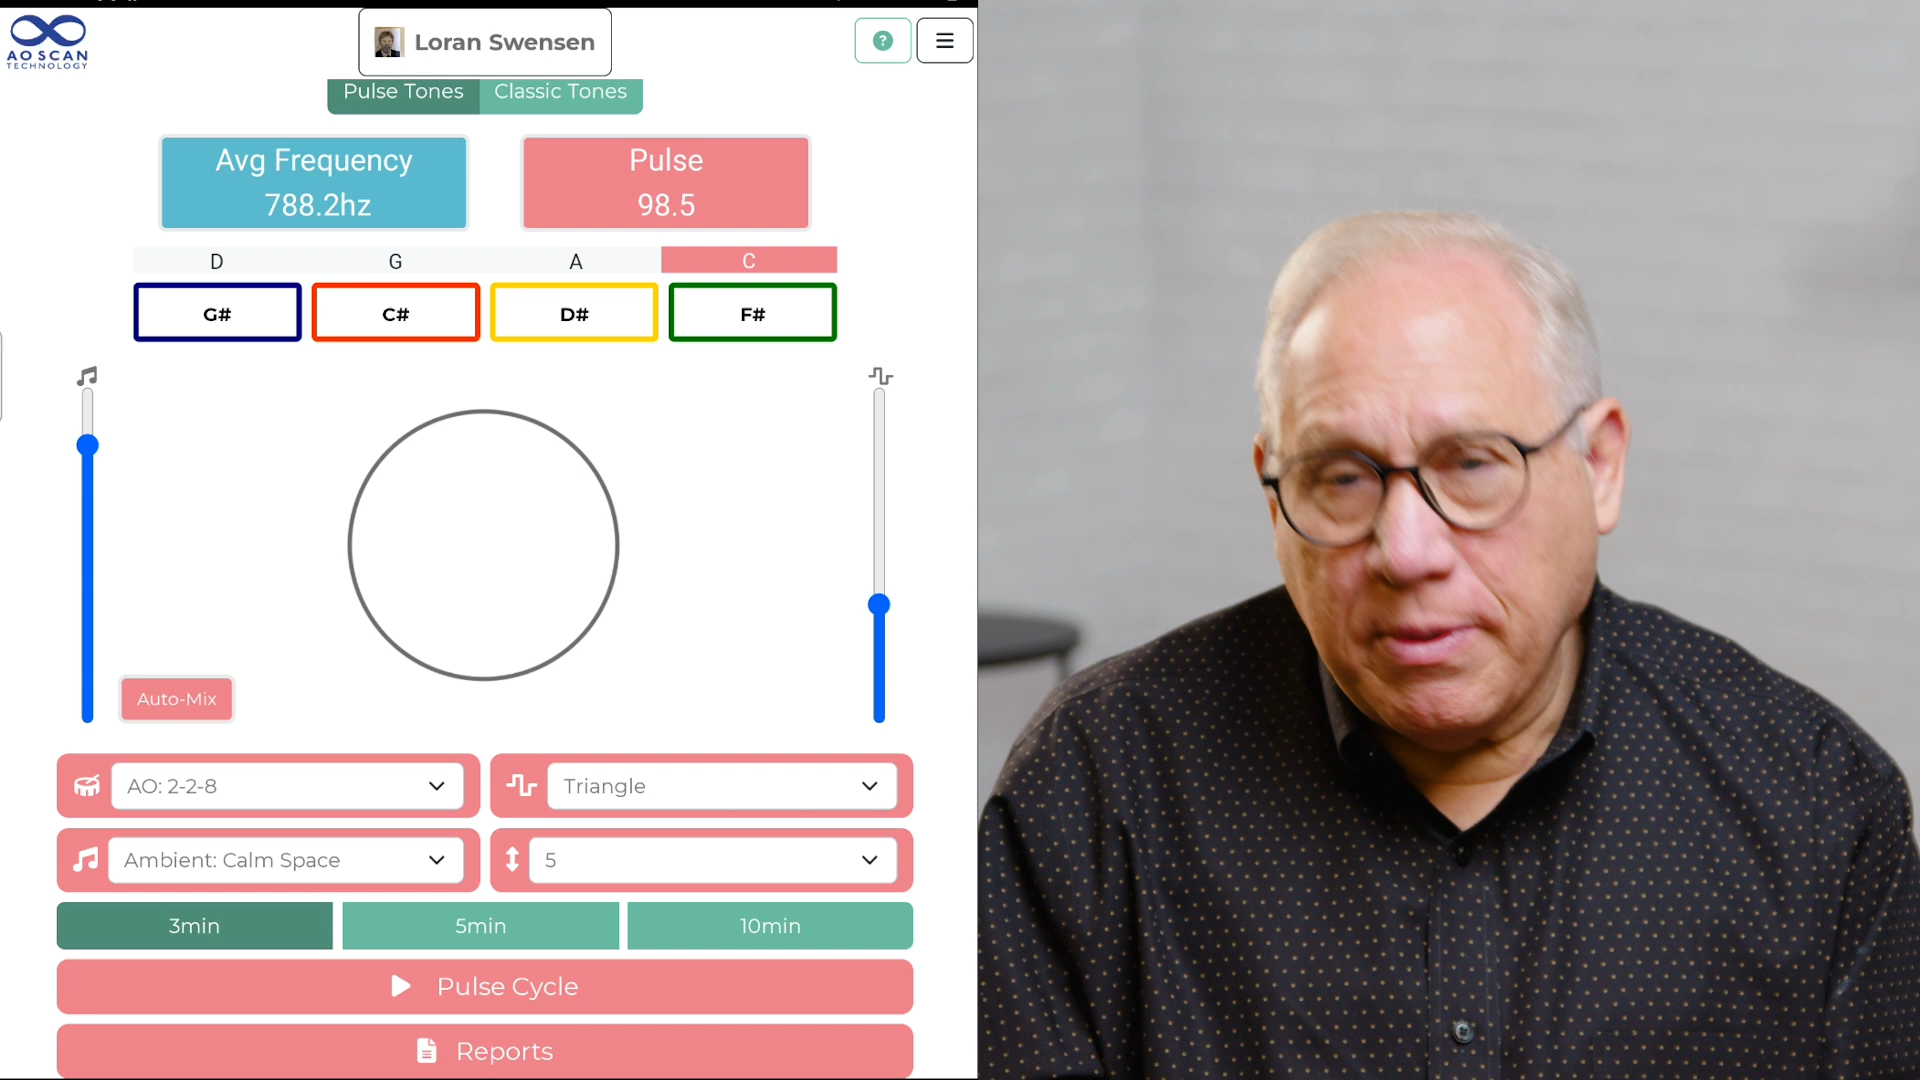 AO SCAN
TECHNOLOGY
Loran Swensen
?
Pulse Tones
Classic Tones
Avg Frequency
788.2hz
Pulse
98.5
D
G
A
C
G#
C#
D#
F#
Auto-Mix
AO: 2-2-8
Triangle
Ambient: Calm Space
5
3min
5min
10min
Pulse Cycle
Reports